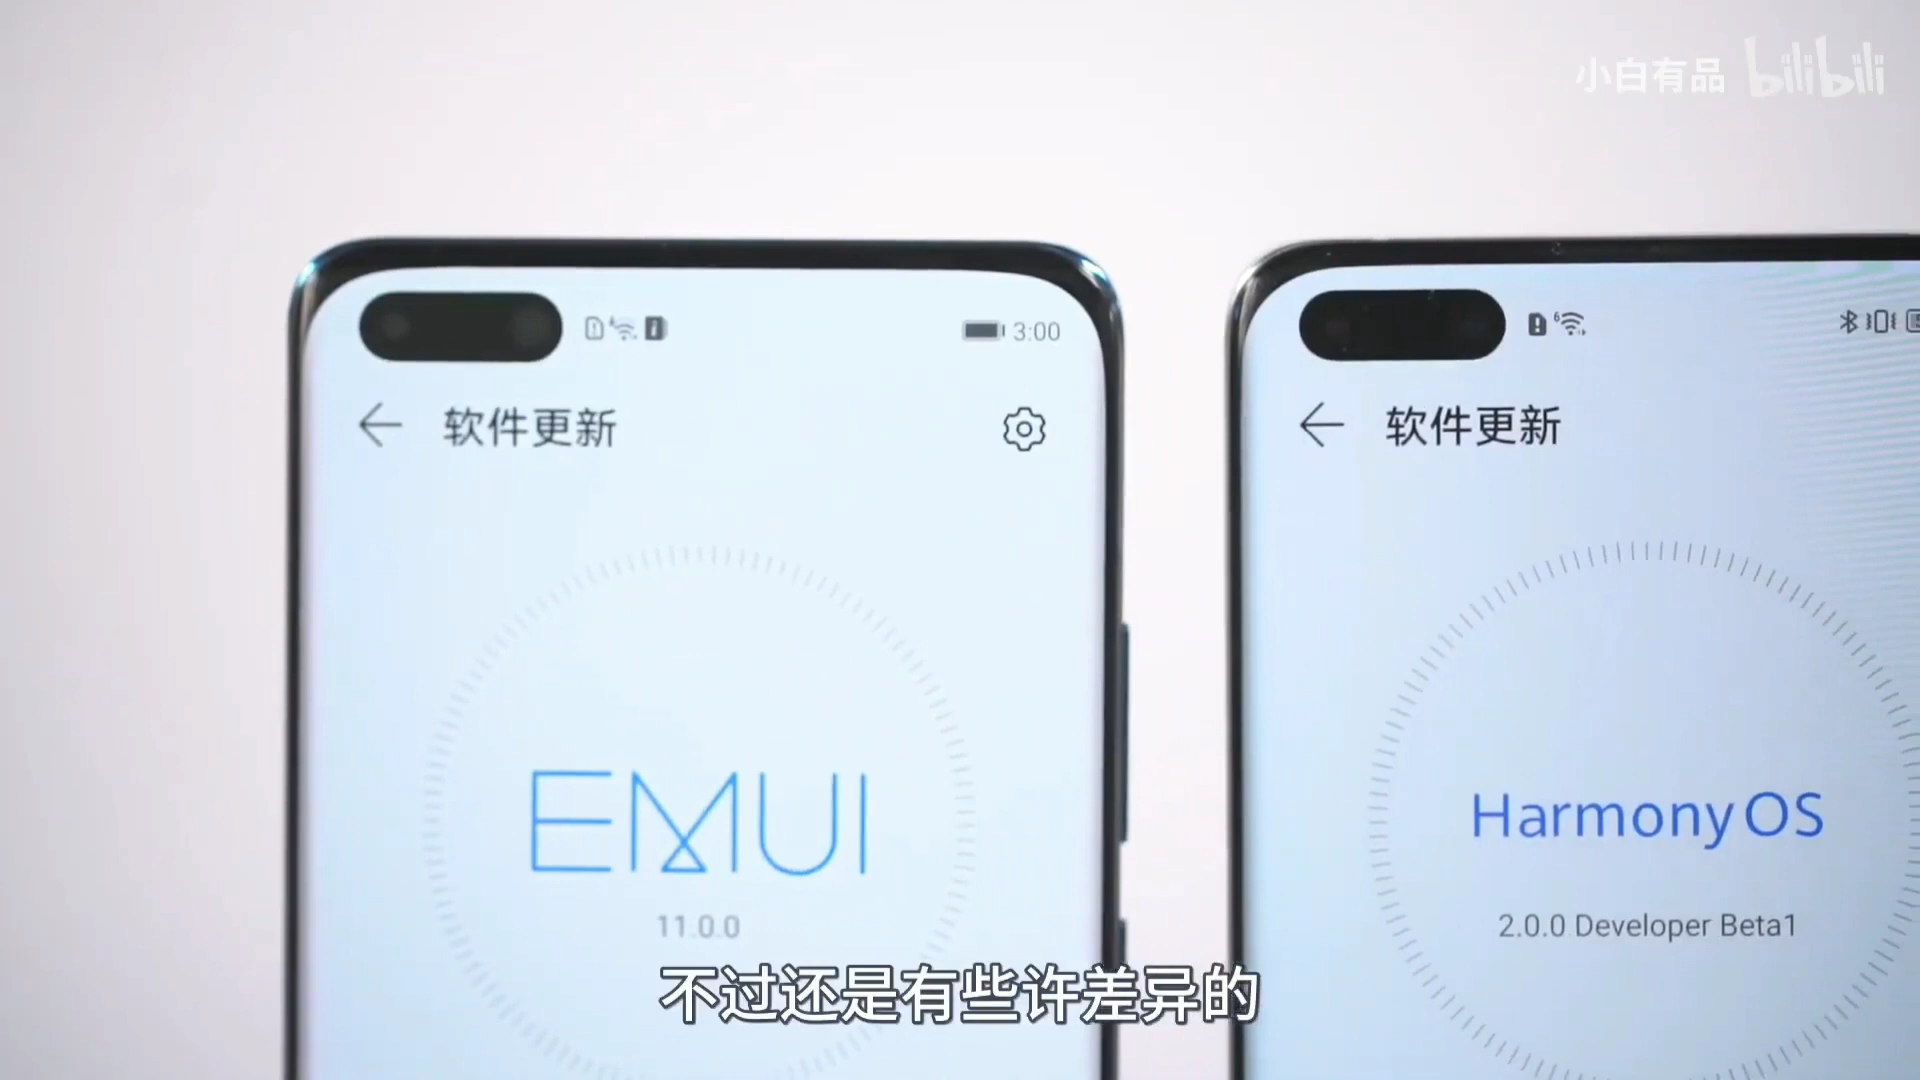 小白有品 bilibili
3:00
软件更新
软件更新
EMUI
11.0.0
HarmonyOS
2.0.0 Developer Beta1
不过还是有些许差异的